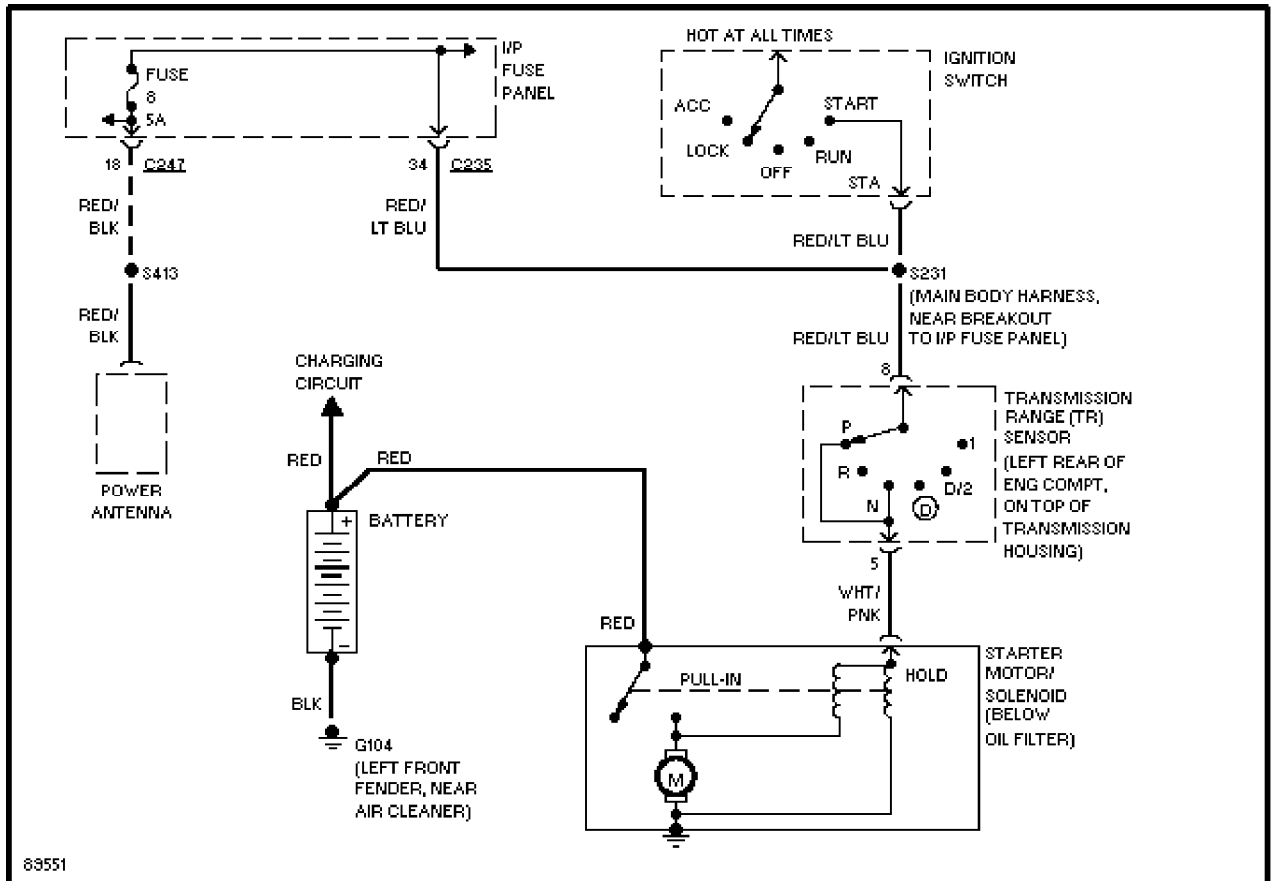 HOT AT ALL TIMES
I/P
FUSE
PANEL
FUSE
8
5A
IGNITION
SWITCH
ACC
START
LOCK
OFF
RUN
STA
18 C247
34 C235
RED/
BLK
RED/
LT BLU
RED/LT BLU
S413
S231
(MAIN BODY HARNESS,
NEAR BREAKOUT
TO I/P FUSE PANEL)
RED/
BLK
RED/LT BLU
8
CHARGING
CIRCUIT
TRANSMISSION
RANGE (TR)
SENSOR
(LEFT REAR OF
ENG COMPT,
ON TOP OF
TRANSMISSION
HOUSING)
P
1
R
D/2
N
D
5
RED
RED
POWER
ANTENNA
+
BATTERY
-
WHT/
PNK
RED
STARTER
MOTOR/
SOLENOID
(BELOW
OIL FILTER)
PULL-IN
HOLD
M
BLK
G104
(LEFT FRONT
FENDER, NEAR
AIR CLEANER)
89551